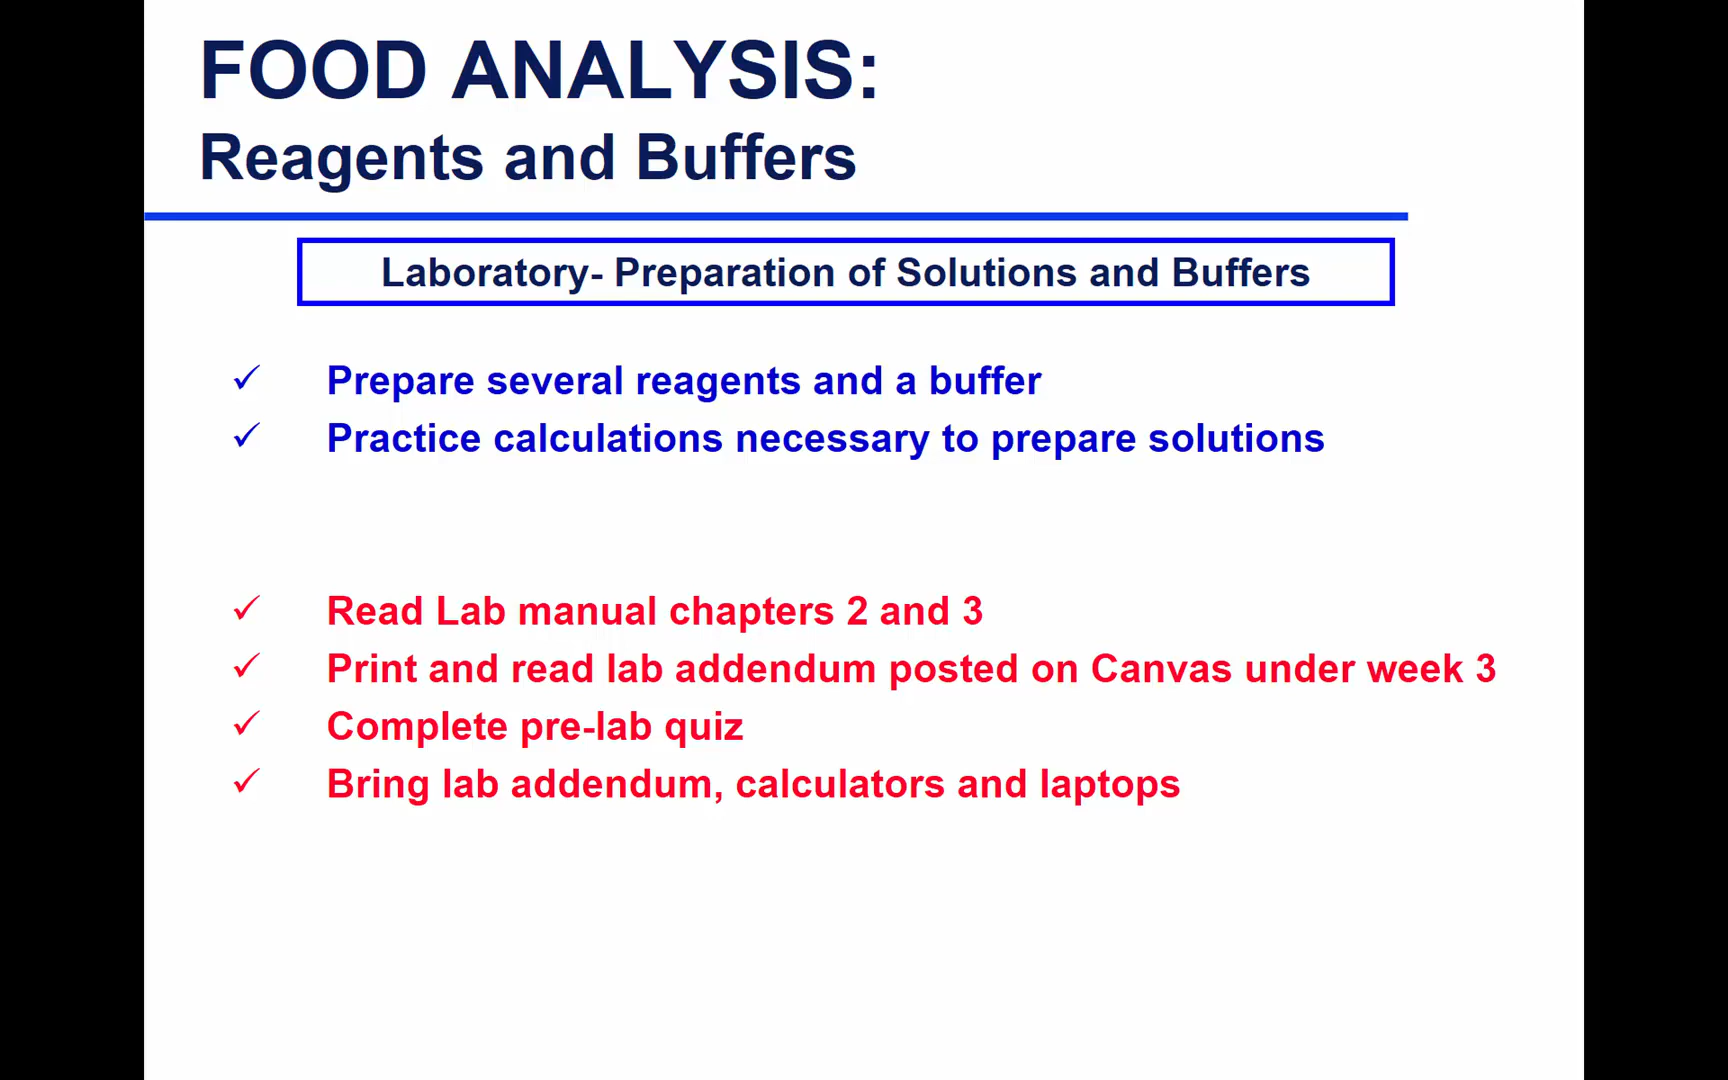 FOOD ANALYSIS:
Reagents and Buffers
Laboratory- Preparation of Solutions and Buffers
✓ Prepare several reagents and a buffer
✓ Practice calculations necessary to prepare solutions
✓ Read Lab manual chapters 2 and 3
✓ Print and read lab addendum posted on Canvas under week 3
✓ Complete pre-lab quiz
✓ Bring lab addendum, calculators and laptops